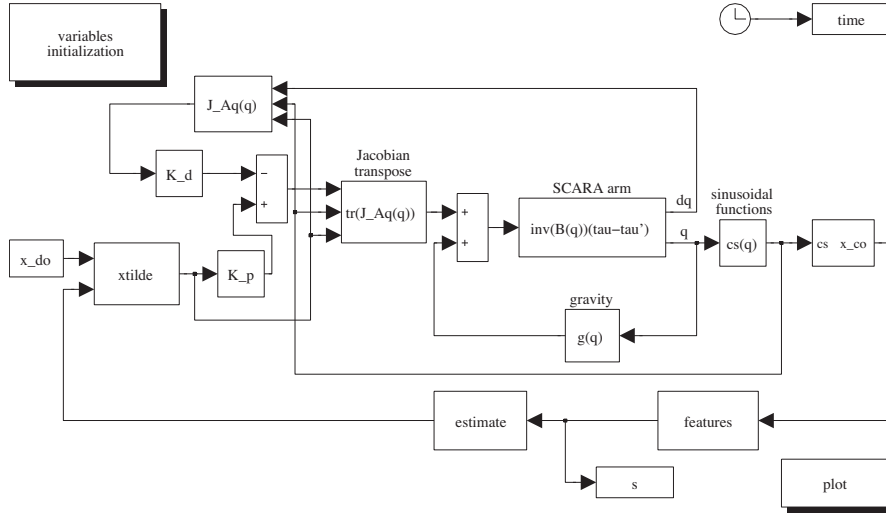 variables
initialization
time
J_Aq(q)
K_d
−
+
Jacobian
transpose
tr(J_Aq(q))
+
+
SCARA arm
inv(B(q))(tau−tau')
dq
q
sinusoidal
functions
cs(q)
cs x_co
x_do
xtilde
K_p
gravity
g(q)
estimate
features
s
plot